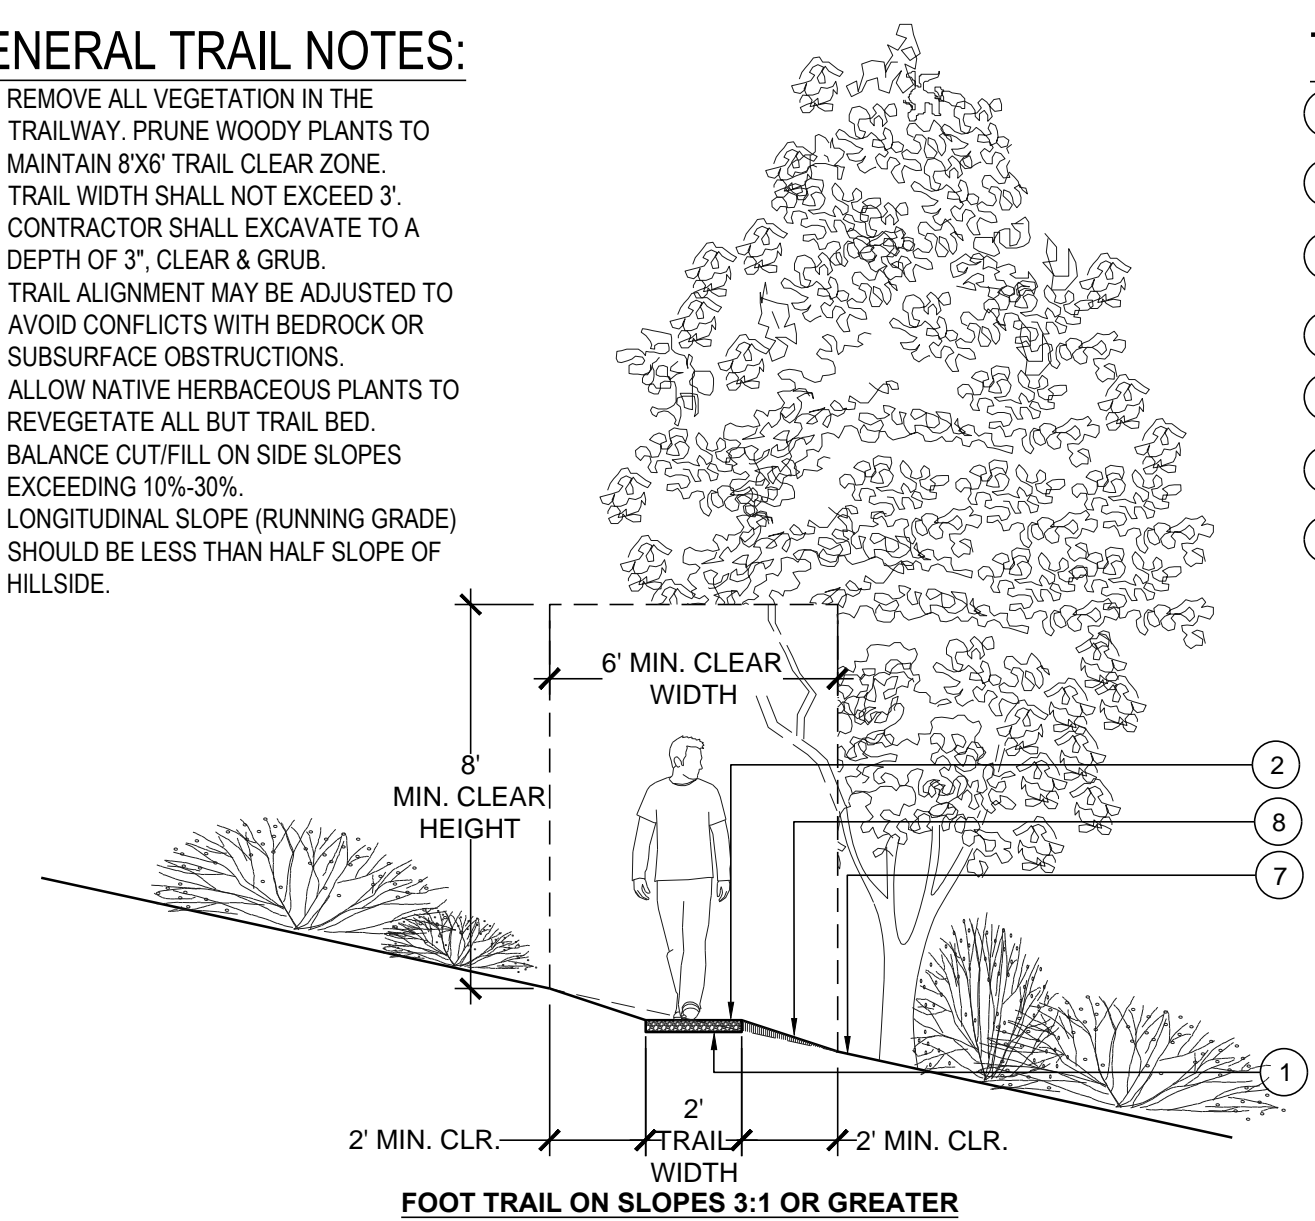 ENERAL TRAIL NOTES:
REMOVE ALL VEGETATION IN THE
TRAILWAY. PRUNE WOODY PLANTS TO
MAINTAIN 8'X6' TRAIL CLEAR ZONE.
TRAIL WIDTH SHALL NOT EXCEED 3'.
CONTRACTOR SHALL EXCAVATE TO A
DEPTH OF 3", CLEAR & GRUB.
TRAIL ALIGNMENT MAY BE ADJUSTED TO
AVOID CONFLICTS WITH BEDROCK OR
SUBSURFACE OBSTRUCTIONS.
ALLOW NATIVE HERBACEOUS PLANTS TO
REVEGETATE ALL BUT TRAIL BED.
BALANCE CUT/FILL ON SIDE SLOPES
EXCEEDING 10%-30%.
LONGITUDINAL SLOPE (RUNNING GRADE)
SHOULD BE LESS THAN HALF SLOPE OF
HILLSIDE.
6' MIN. CLEAR
WIDTH
8'
MIN. CLEAR
HEIGHT
2
8
7
1
2' MIN. CLR.
2'
TRAIL
WIDTH
2' MIN. CLR.
FOOT TRAIL ON SLOPES 3:1 OR GREATER